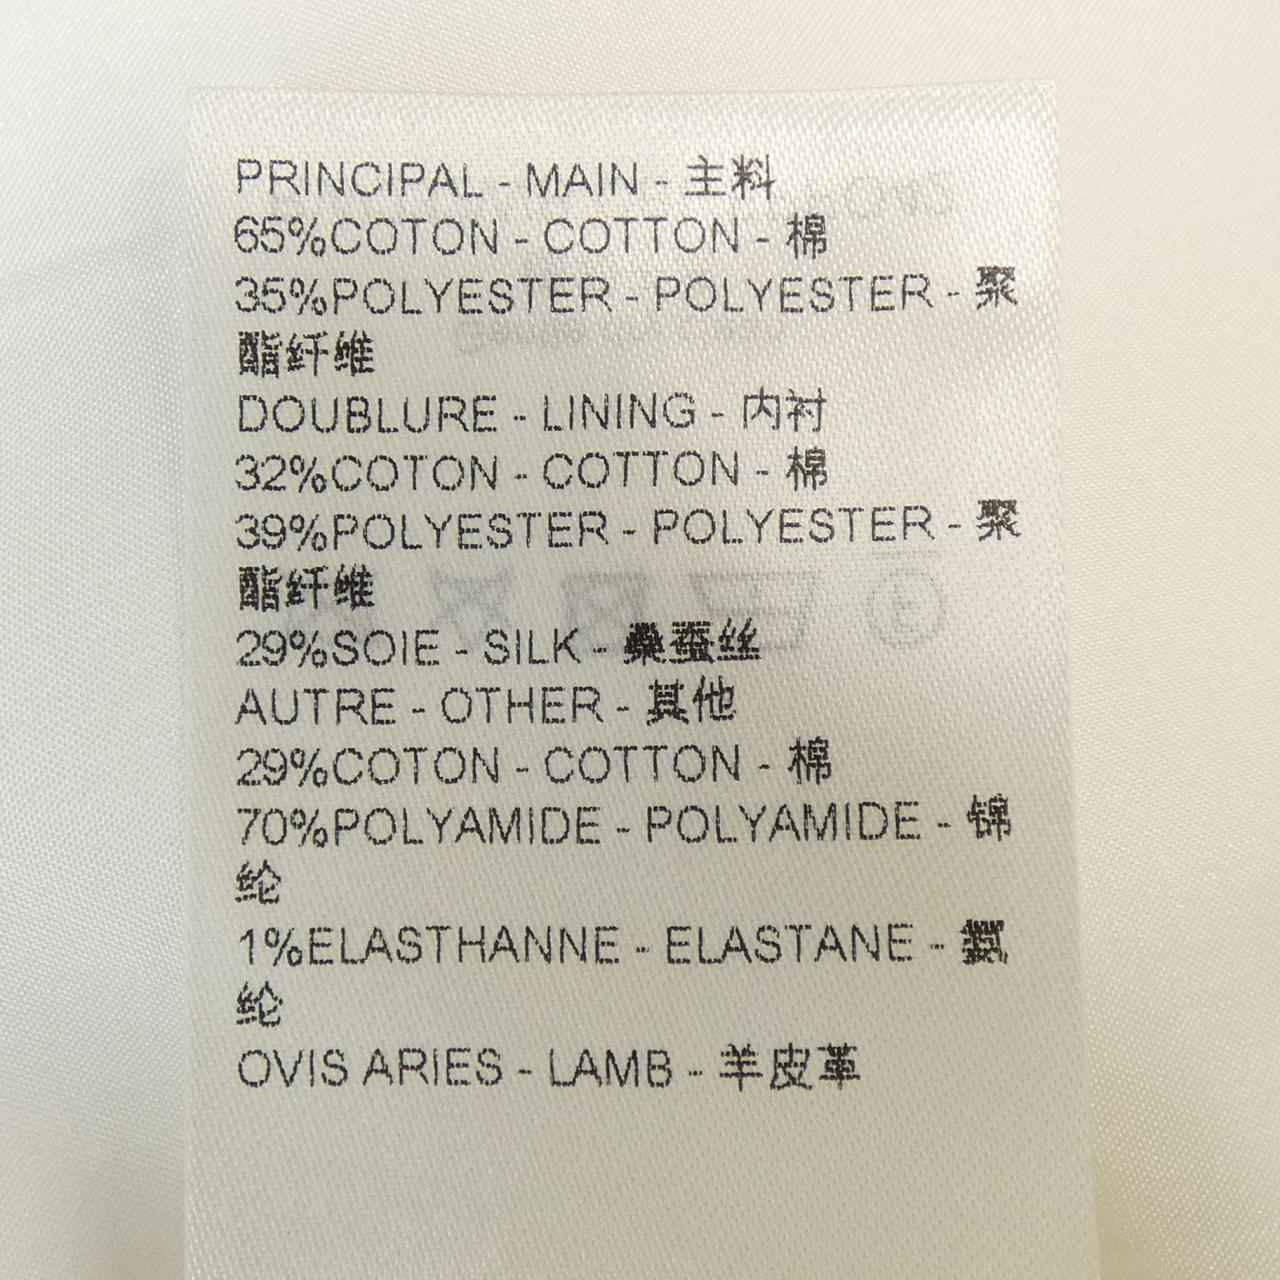 PRINCIPAL - MAIN - 主料
65%COTON - COTTON - 棉
35%POLYESTER - POLYESTER - 聚
酯纤维
DOUBLURE - LINING - 内衬
32%COTON - COTTON - 棉
39%POLYESTER - POLYESTER - 聚
酯纤维
29%SOIE - SILK - 桑蚕丝
AUTRE - OTHER - 其他
29%COTON - COTTON - 棉
70%POLYAMIDE - POLYAMIDE - 锦
纶
1%ELASTHANNE - ELASTANE - 氨
纶
OVIS ARIES - LAMB - 羊皮革